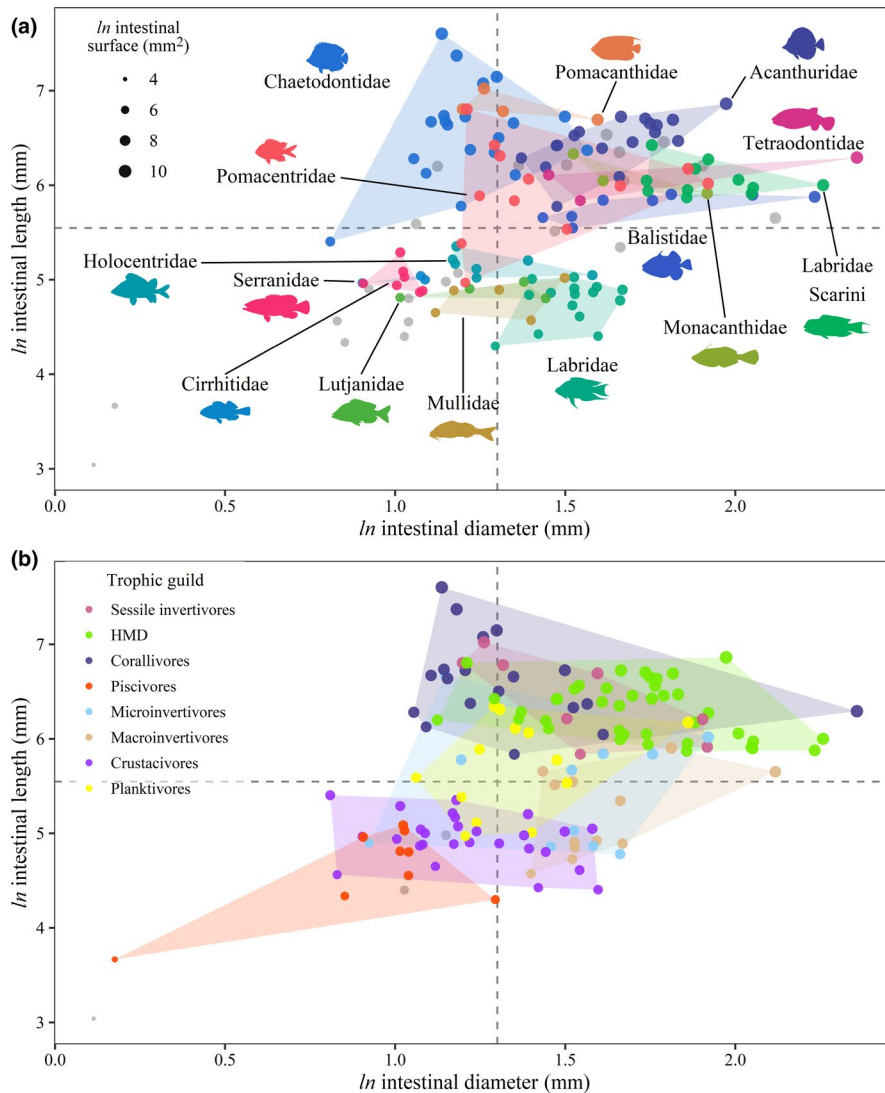 (a)
ln intestinal
surface (mm2)
4
6
8
10
Chaetodontidae
Pomacanthidae
Acanthuridae
Tetraodontidae
Pomacentridae
Holocentridae
Serranidae
Cirrhitidae
Lutjanidae
Mullidae
Labridae
Balistidae
Monacanthidae
Labridae
Scarini
ln intestinal length (mm)
7
6
5
4
3
0.0 0.5 1.0 1.5 2.0
ln intestinal diameter (mm)
(b)
Trophic guild
Sessile invertivores
HMD
Corallivores
Piscivores
Microinvertivores
Macroinvertivores
Crustacivores
Planktivores
ln intestinal length (mm)
7
6
5
4
3
0.0 0.5 1.0 1.5 2.0
ln intestinal diameter (mm)